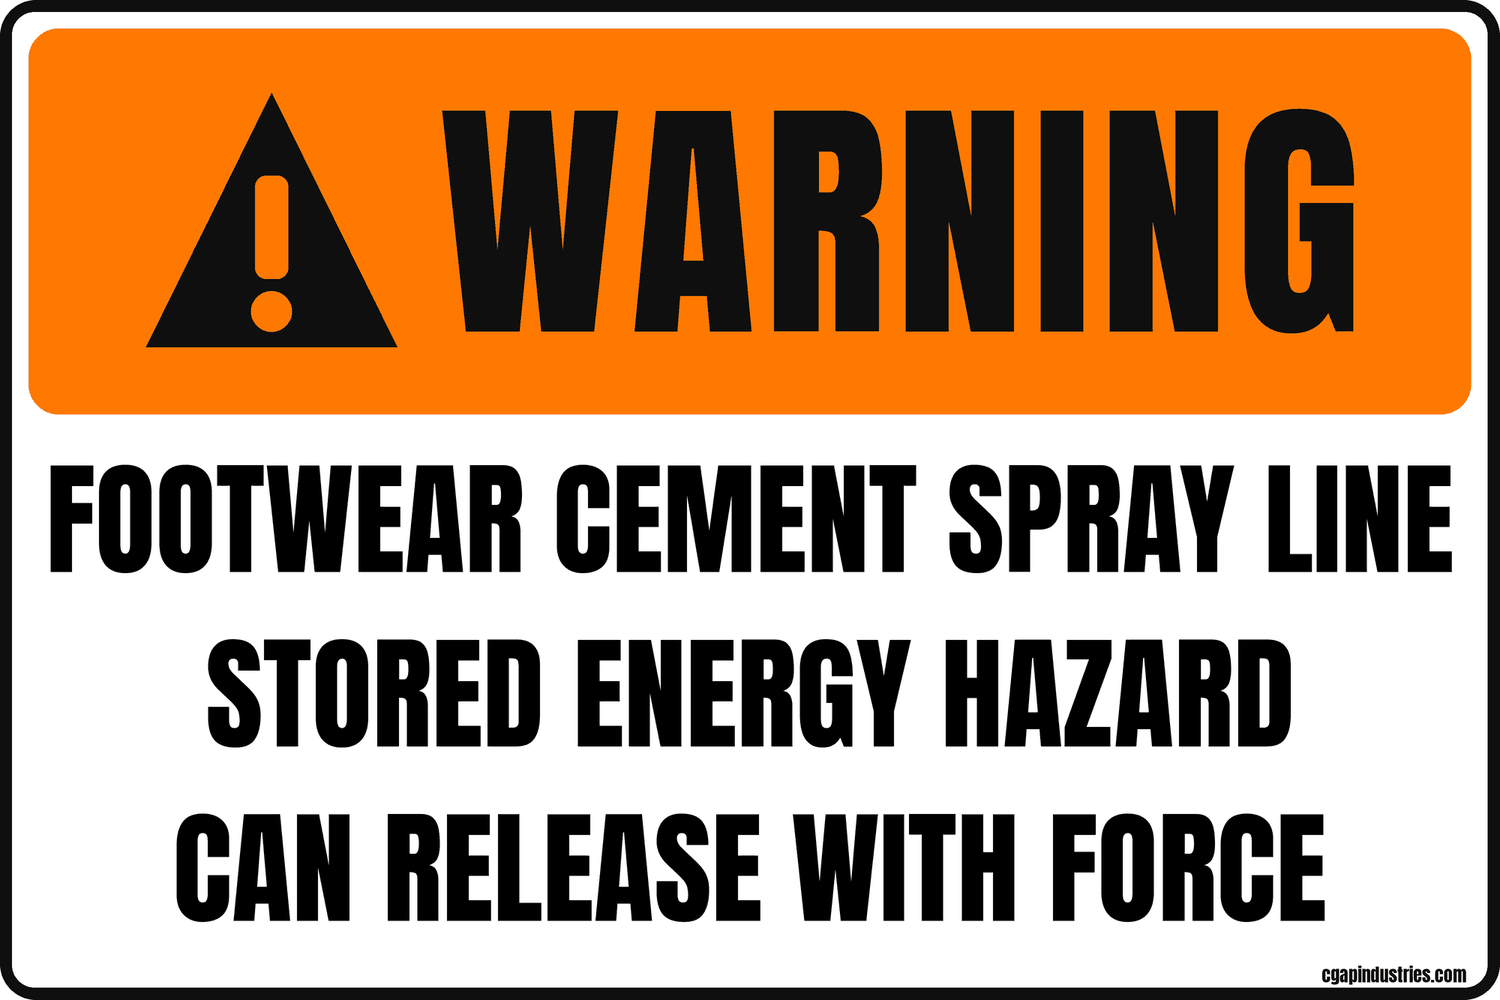 WARNING
FOOTWEAR CEMENT SPRAY LINE
STORED ENERGY HAZARD
CAN RELEASE WITH FORCE
cgapindustries.com